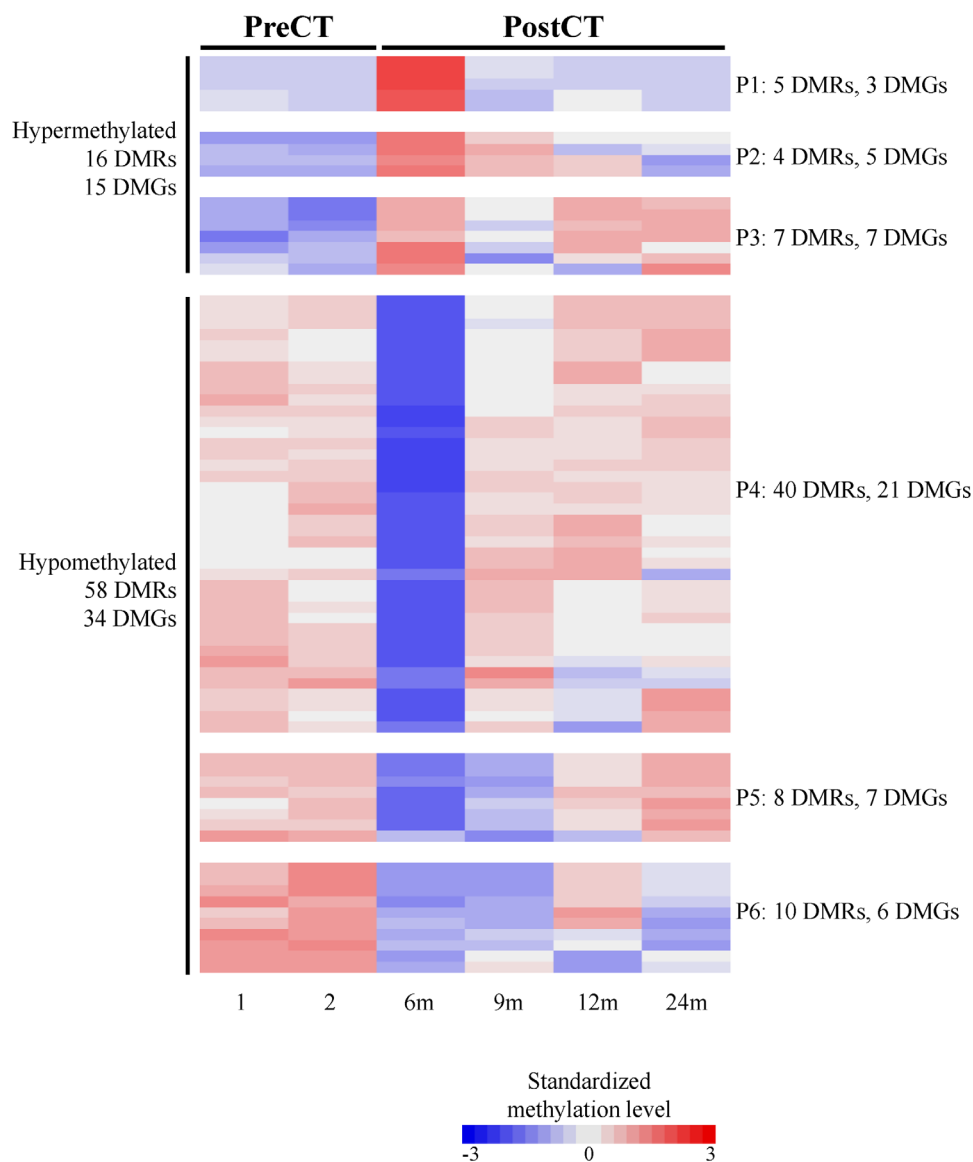 PreCT PostCT
P1: 5 DMRs, 3 DMGs
Hypermethylated
16 DMRs
15 DMGs
P2: 4 DMRs, 5 DMGs
P3: 7 DMRs, 7 DMGs
P4: 40 DMRs, 21 DMGs
Hypomethylated
58 DMRs
34 DMGs
P5: 8 DMRs, 7 DMGs
P6: 10 DMRs, 6 DMGs
1 2 6m 9m 12m 24m
Standardized
methylation level
-3 0 3